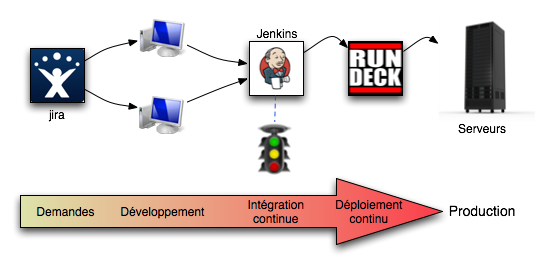 Jenkins
RUN
DECK
jira
Serveurs
Demandes
Développement
Intégration
continue
Déploiement
continu
Production